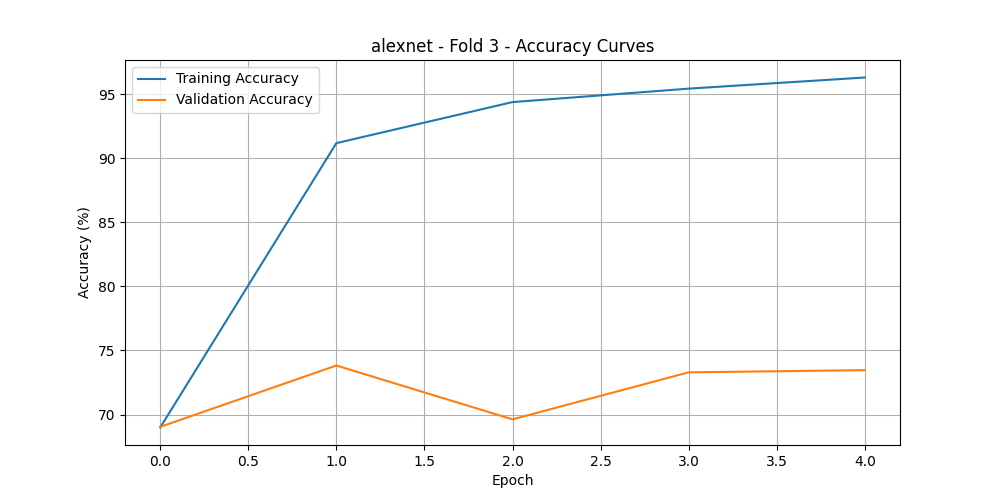 alexnet - Fold 3 - Accuracy Curves
Training Accuracy
Validation Accuracy
Accuracy (%)
95
90
85
80
75
70
0.0 0.5 1.0 1.5 2.0 2.5 3.0 3.5 4.0
Epoch